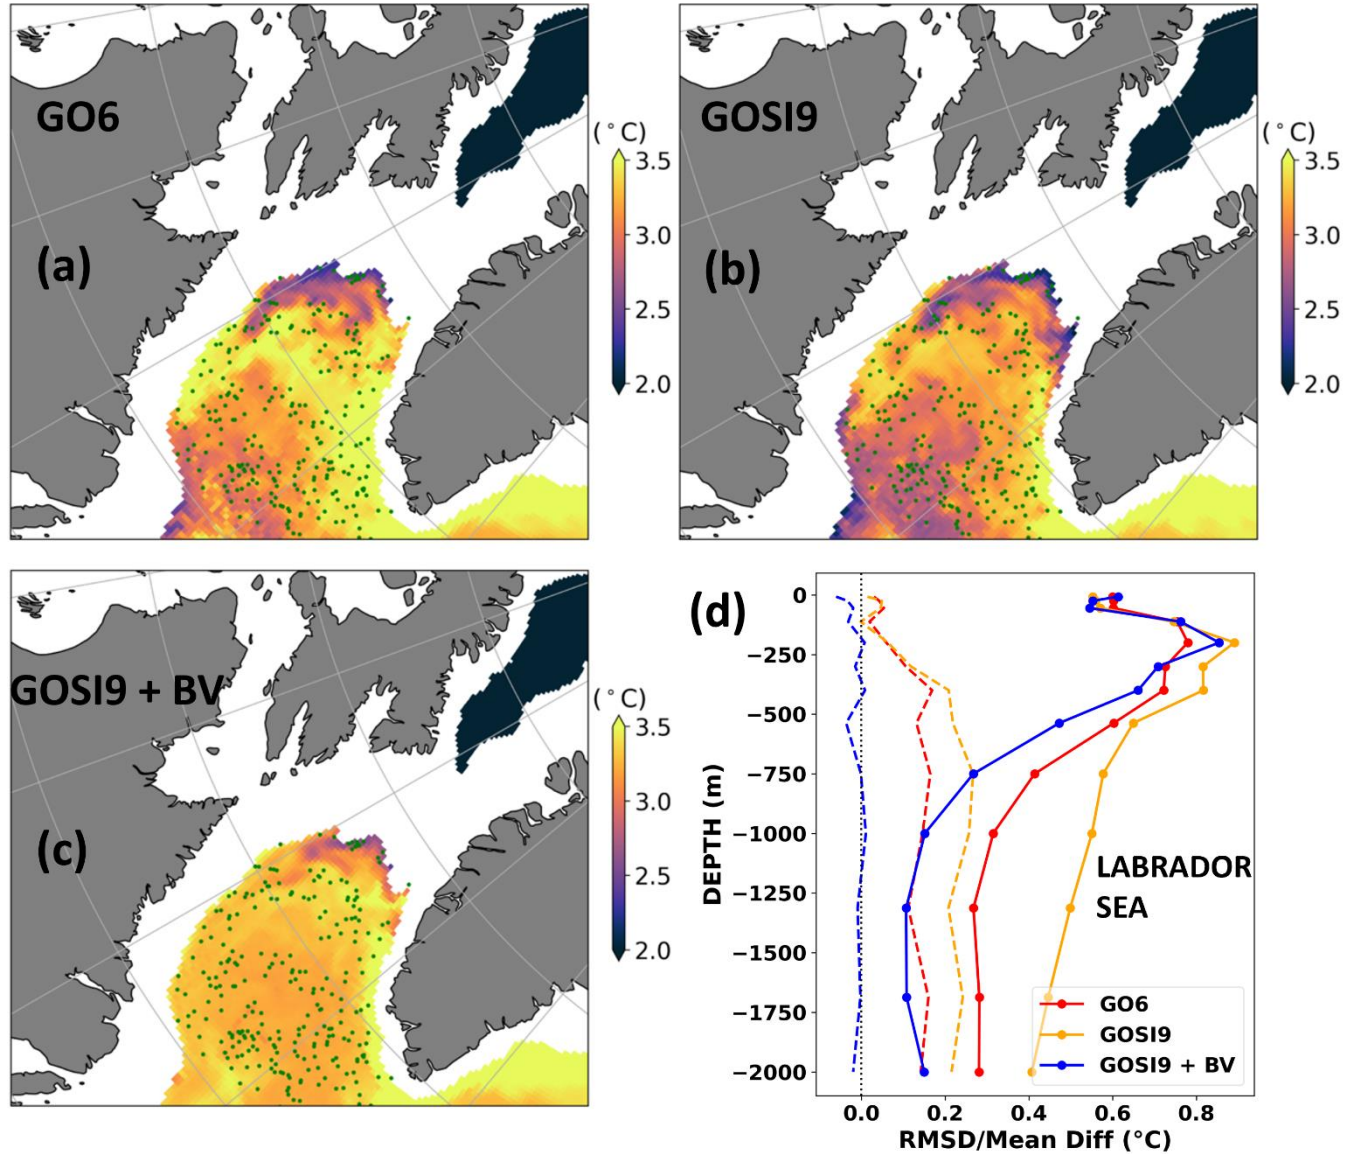 GO6
(°C)
3.5
3.0
2.5
2.0
(a)
GOSI9
(°C)
3.5
3.0
2.5
2.0
(b)
GOSI9 + BV
(°C)
3.5
3.0
2.5
2.0
(c)
(d)
DEPTH (m)
0
−250
−500
−750
−1000
−1250
−1500
−1750
−2000
LABRADOR
SEA
GO6
GOSI9
GOSI9 + BV
0.0 0.2 0.4 0.6 0.8
RMSD/Mean Diff (°C)